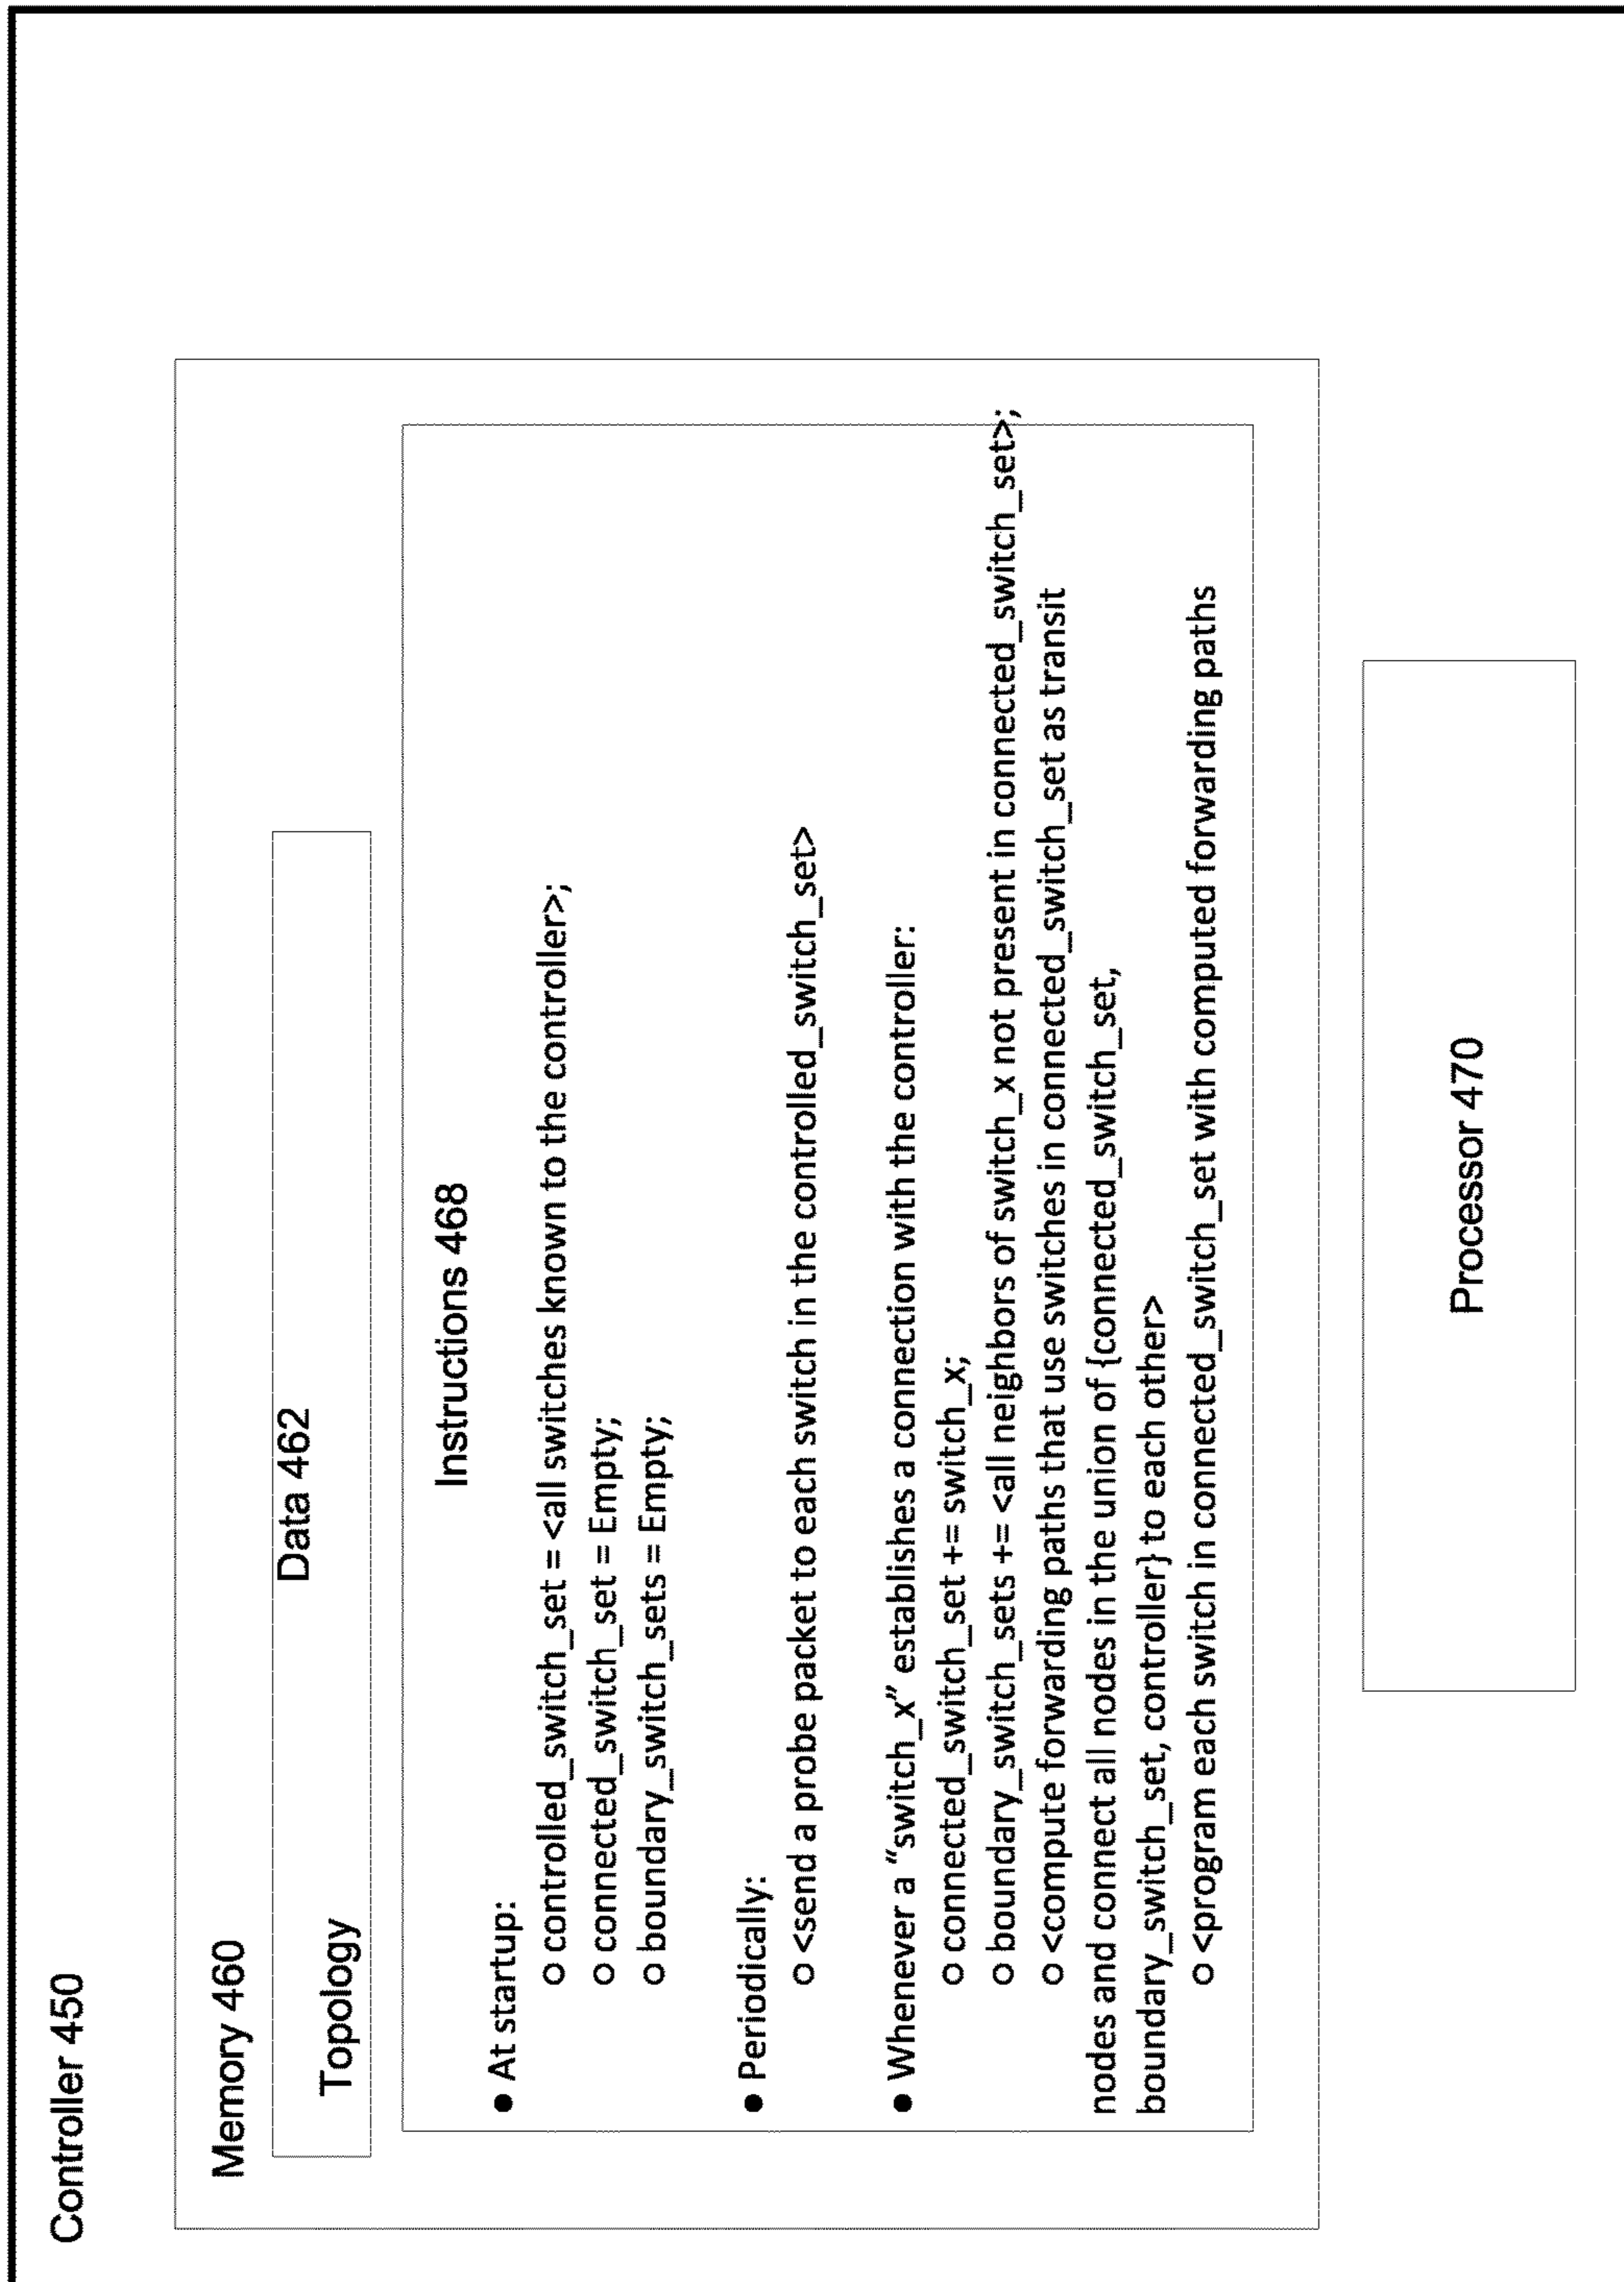 Controller 450
Memory 460
Data 462
Topology
Instructions 468
● At startup:
o controlled_switch_set = <all switches known to the controller>;
o connected_switch_set = Empty;
o boundary_switch_sets = Empty;
● Periodically:
o <send a probe packet to each switch in the controlled_switch_set>
● Whenever a “switch_x” establishes a connection with the controller:
o connected_switch_set += switch_x;
o boundary_switch_sets += <all neighbors of switch_x not present in connected_switch_set>;
o <compute forwarding paths that use switches in connected_switch_set as transit
nodes and connect all nodes in the union of {connected_switch_set,
boundary_switch_set, controller} to each other>
o <program each switch in connected_switch_set with computed forwarding paths
Processor 470